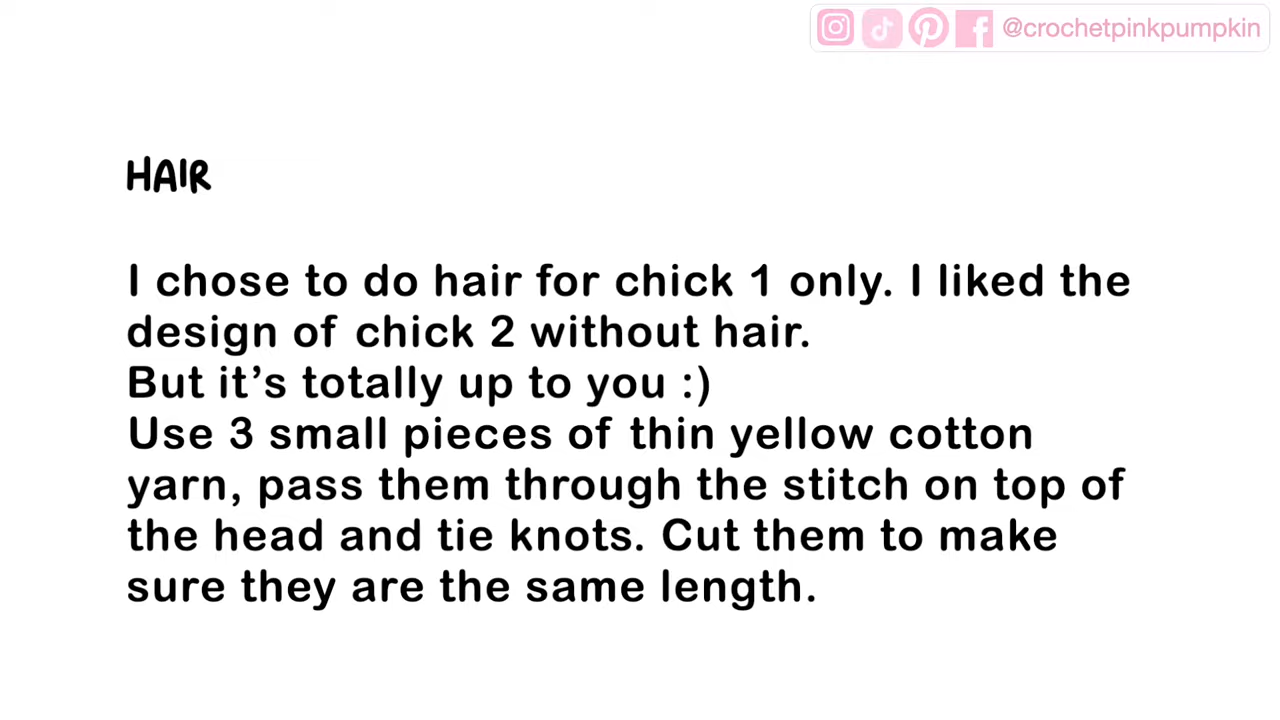 @crochetpinkpumpkin
HAIR
I chose to do hair for chick 1 only. I liked the
design of chick 2 without hair.
But it’s totally up to you :)
Use 3 small pieces of thin yellow cotton
yarn, pass them through the stitch on top of
the head and tie knots. Cut them to make
sure they are the same length.